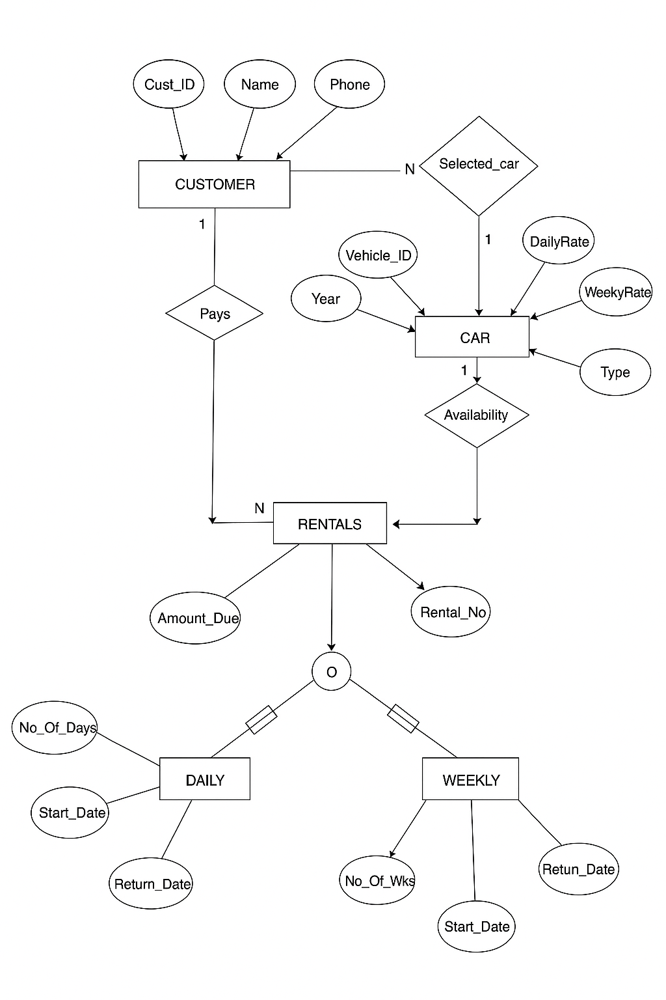 Cust_ID
Name
Phone
Selected_car
N
CUSTOMER
1
1
DailyRate
Vehicle_ID
WeekyRate
Year
Pays
CAR
1
Type
Availability
N
RENTALS
Amount_Due
Rental_No
O
No_Of_Days
DAILY
WEEKLY
Start_Date
Return_Date
No_Of_Wks
Retun_Date
Start_Date